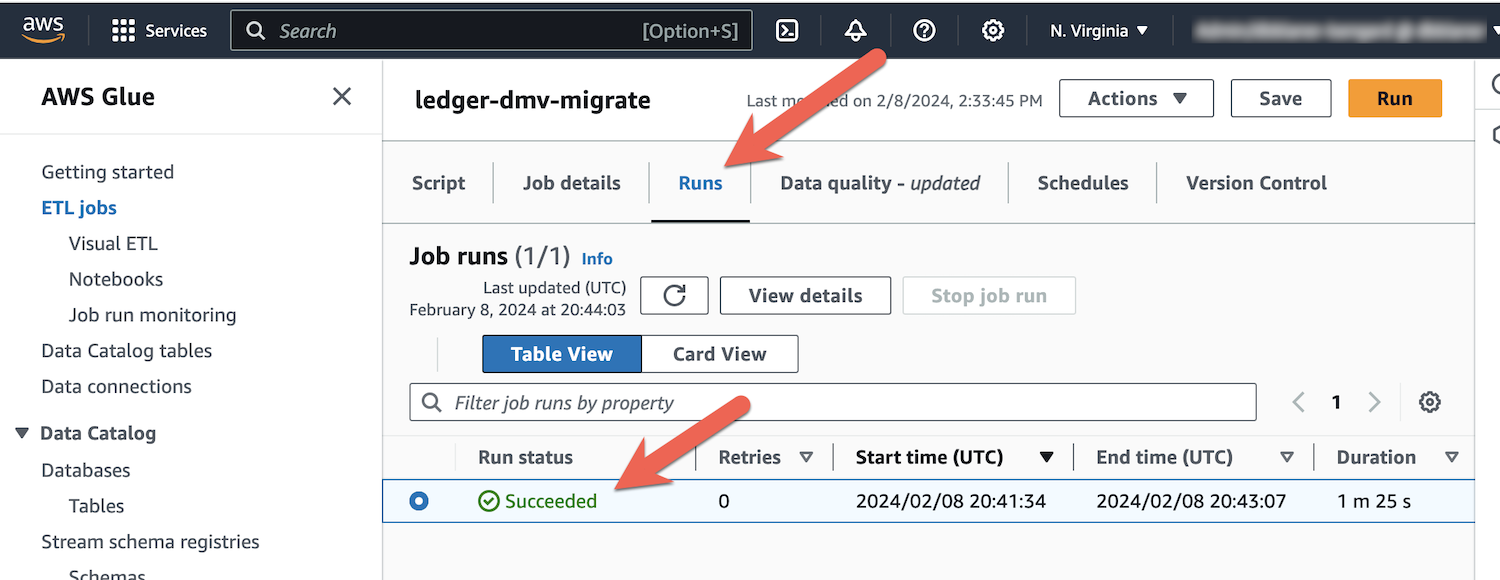 aws Services Search [Option+S] N. Virginia
AWS Glue
Getting started
ETL jobs
Visual ETL
Notebooks
Job run monitoring
Data Catalog tables
Data connections
Data Catalog
Databases
Tables
Stream schema registries
Schemas
ledger-dmv-migrate Last on 2/8/2024, 2:33:45 PM Actions Save Run
Script Job details Runs Data quality - updated Schedules Version Control
Job runs (1/1) Info
Last updated (UTC)
February 8, 2024 at 20:44:03
View details Stop job run
Table View Card View
Filter job runs by property 1
Run status Retries Start time (UTC) End time (UTC) Duration
Succeeded 0 2024/02/08 20:41:34 2024/02/08 20:43:07 1 m 25 s